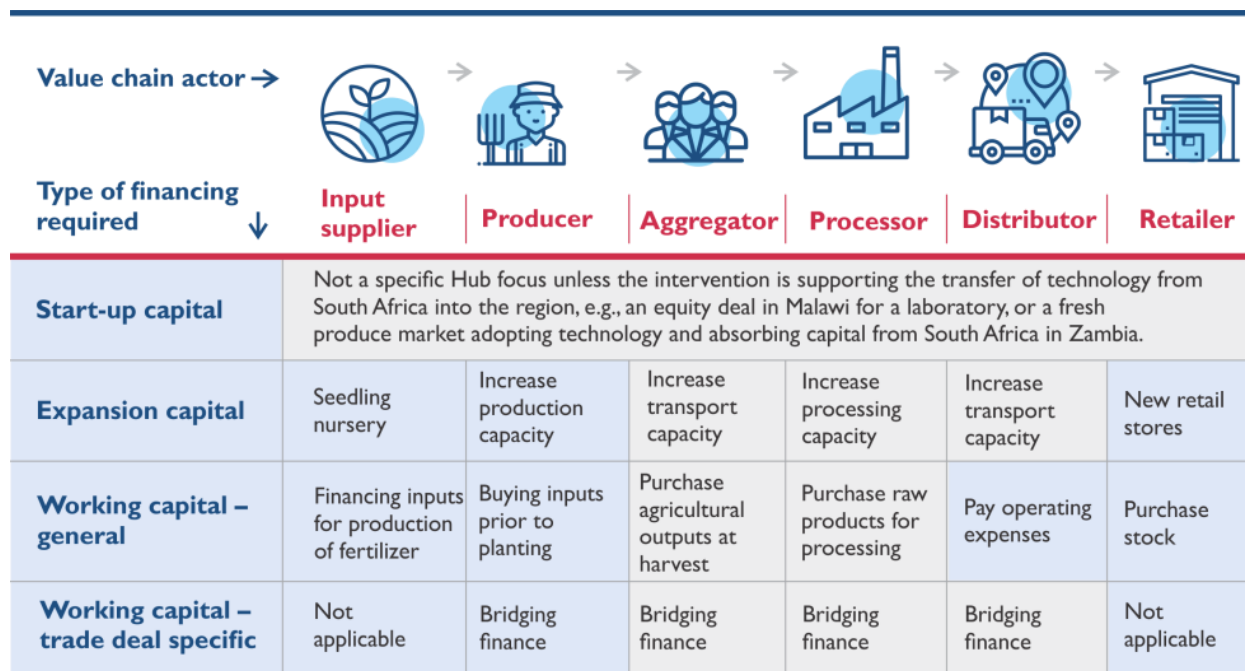 Value chain actor →
Type of financing
required ↓
Input
supplier
Producer
Aggregator
Processor
Distributor
Retailer
Start-up capital
Not a specific Hub focus unless the intervention is supporting the transfer of technology from
South Africa into the region, e.g., an equity deal in Malawi for a laboratory, or a fresh
produce market adopting technology and absorbing capital from South Africa in Zambia.
Expansion capital
Seedling
nursery
Increase
production
capacity
Increase
transport
capacity
Increase
processing
capacity
Increase
transport
capacity
New retail
stores
Working capital –
general
Financing inputs
for production
of fertilizer
Buying inputs
prior to
planting
Purchase
agricultural
outputs at
harvest
Purchase raw
products for
processing
Pay operating
expenses
Purchase
stock
Working capital –
trade deal specific
Not
applicable
Bridging
finance
Bridging
finance
Bridging
finance
Bridging
finance
Not
applicable